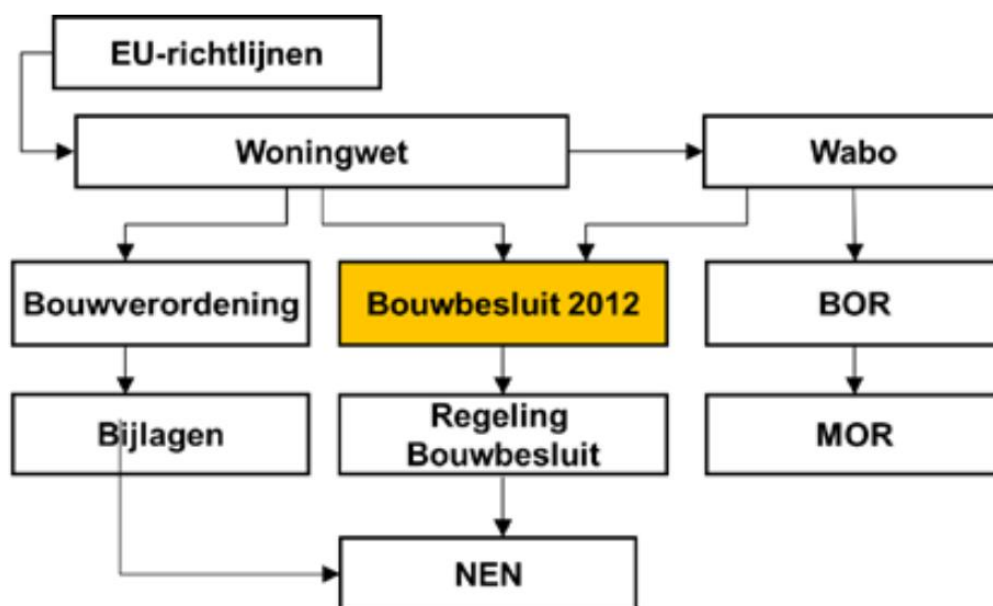 EU-richtlijnen
Woningwet
Wabo
Bouwverordening
Bouwbesluit 2012
BOR
Bijlagen
Regeling
Bouwbesluit
MOR
NEN